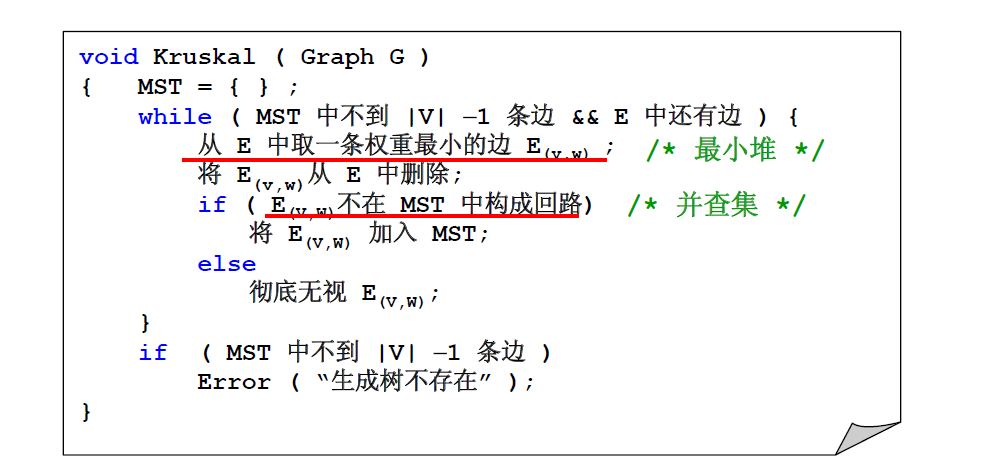 void Kruskal ( Graph G )
{ MST = { } ;
while ( MST 中不到 |V| –1 条边 && E 中还有边 ) {
从 E 中取一条权重最小的边 E(v,w) ; /* 最小堆 */
将 E(v,w)从 E 中删除;
if ( E(V,W)不在 MST 中构成回路) /* 并查集 */
将 E(V,W) 加入 MST;
else
彻底无视 E(V,W);
}
if ( MST 中不到 |V| –1 条边 )
Error ( “生成树不存在” );
}